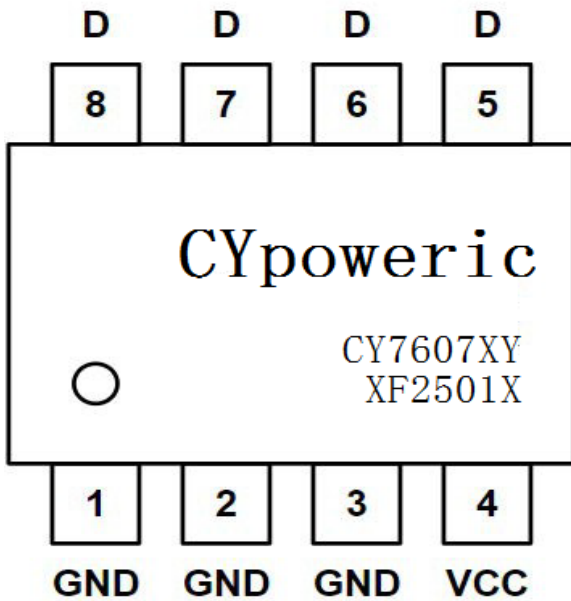 D D D D
8 7 6 5
CYpoweric
CY7607XY
XF2501X
1 2 3 4
GND GND GND VCC